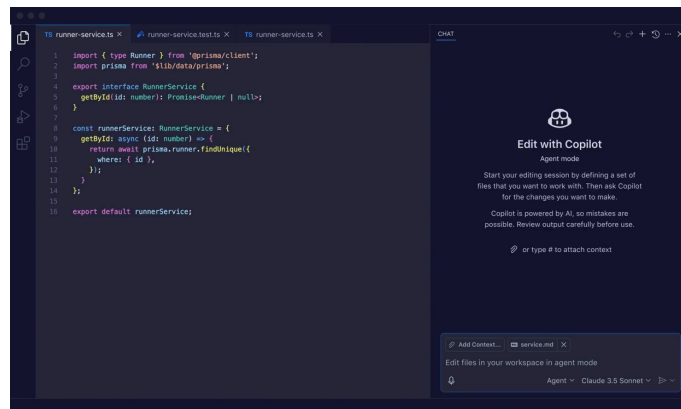 TS runner-service.ts × runner-service.test.ts × TS runner-service.ts ×
1 import { type Runner } from '@prisma/client';
2 import prisma from '$lib/data/prisma';
3
4 export interface RunnerService {
5   getById(id: number): Promise<Runner | null>;
6 }
7
8 const runnerService: RunnerService = {
9   getById: async (id: number) => {
10     return await prisma.runner.findUnique({
11       where: { id },
12     });
13   }
14 };
15
16 export default runnerService;
CHAT
Edit with Copilot
Agent mode
Start your editing session by defining a set of
files that you want to work with. Then ask Copilot
for the changes you want to make.
Copilot is powered by AI, so mistakes are
possible. Review output carefully before use.
or type # to attach context
Add Context... service.md ×
Edit files in your workspace in agent mode
Agent Claude 3.5 Sonnet